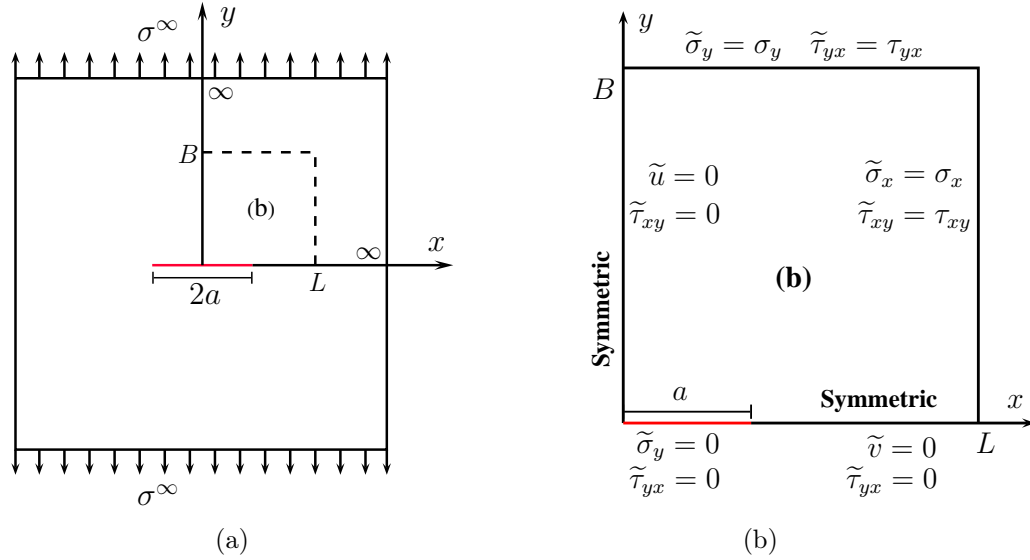 σ^∞
y
∞
B
(b)
∞
x
L
2a
σ^∞
(a)
y
σ̃_y = σ_y τ̃_yx = τ_yx
B
ũ = 0
τ̃_xy = 0
σ̃_x = σ_x
τ̃_xy = τ_xy
(b)
Symmetric
a
Symmetric
x
L
σ̃_y = 0
τ̃_yx = 0
ṽ = 0
τ̃_yx = 0
(b)